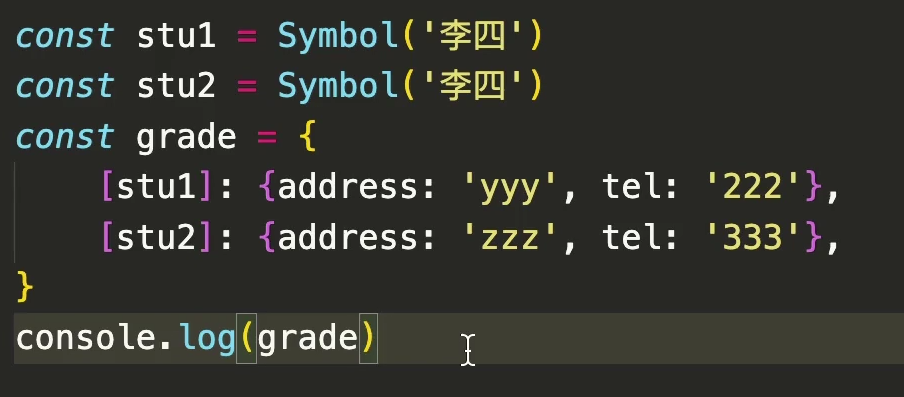 const stu1 = Symbol('李四')
const stu2 = Symbol('李四')
const grade = {
    [stu1]: {address: 'yyy', tel: '222'},
    [stu2]: {address: 'zzz', tel: '333'},
}
console.log(grade)